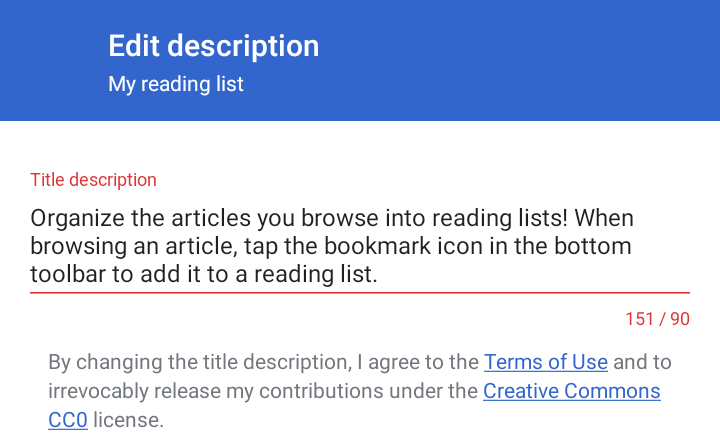 Edit description
My reading list
Title description
Organize the articles you browse into reading lists! When
browsing an article, tap the bookmark icon in the bottom
toolbar to add it to a reading list.
151 / 90
By changing the title description, I agree to the Terms of Use and to
irrevocably release my contributions under the Creative Commons
CC0 license.